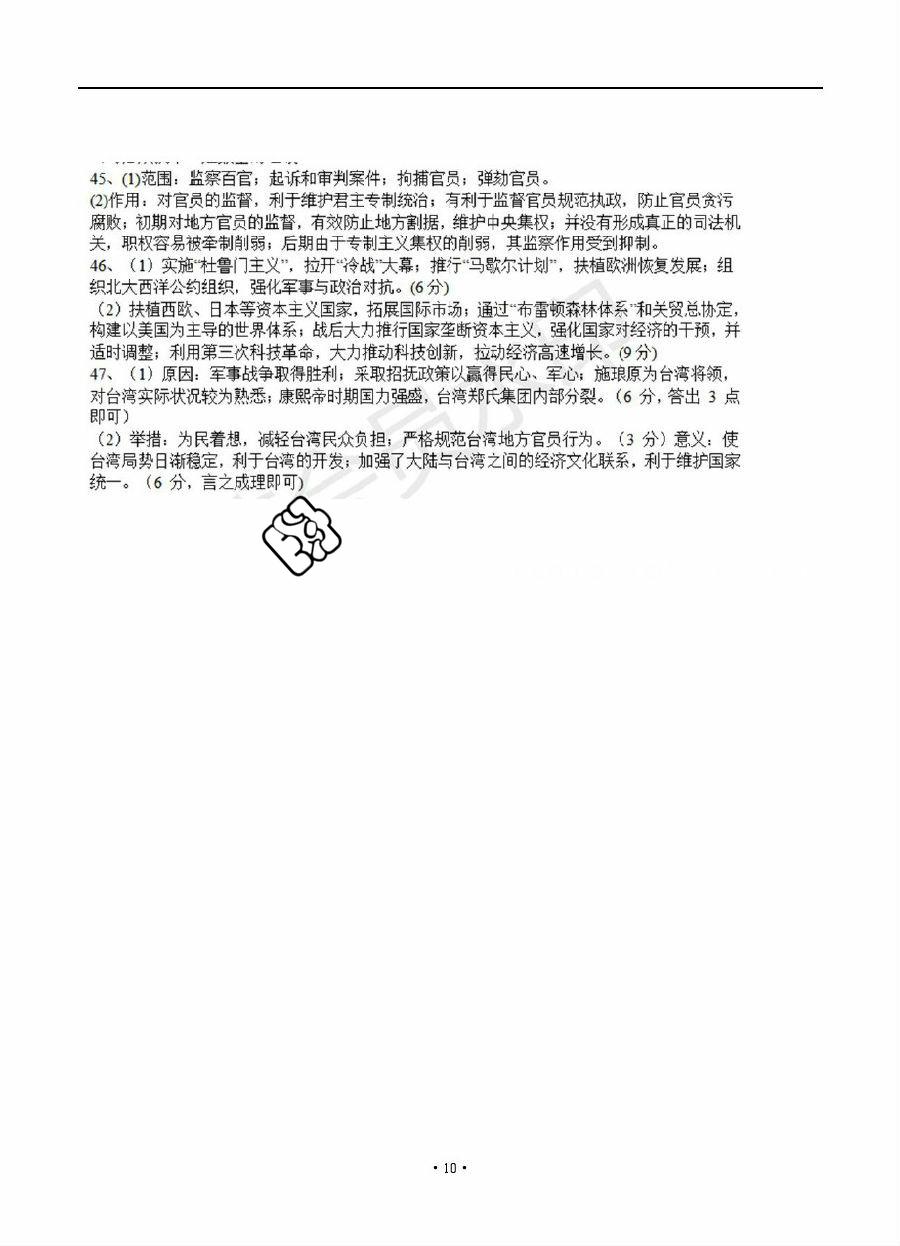 45、(1)范围：监察百官；起诉和审判案件；拘捕官员；弹劾官员。
(2)作用：对官员的监督，利于维护君主专制统治；有利于监督官员规范执政，防止官员贪污
腐败；初期对地方官员的监督，有效防止地方割据，维护中央集权；并没有形成真正的司法机
关，职权容易被牵制削弱；后期由于专制主义集权的削弱，其监察作用受到抑制。
46、（1）实施“杜鲁门主义”，拉开“冷战”大幕；推行“马歇尔计划”，扶植欧洲恢复发展；组
织北大西洋公约组织，强化军事与政治对抗。(6分)
（2）扶植西欧、日本等资本主义国家，拓展国际市场；通过“布雷顿森林体系”和关贸总协定，
构建以美国为主导的世界体系；战后大力推行国家垄断资本主义，强化国家对经济的干预，并
适时调整；利用第三次科技革命，大力推动科技创新，拉动经济高速增长。(9分)
47、（1）原因：军事战争取得胜利；采取招抚政策以赢得民心、军心；施琅原为台湾将领，
对台湾实际状况较为熟悉；康熙帝时期国力强盛，台湾郑氏集团内部分裂。（6 分，答出 3 点
即可）
（2）举措：为民着想，减轻台湾民众负担；严格规范台湾地方官员行为。（3 分）意义：使
台湾局势日渐稳定，利于台湾的开发；加强了大陆与台湾之间的经济文化联系，利于维护国家
统一。（6 分，言之成理即可)
·10·